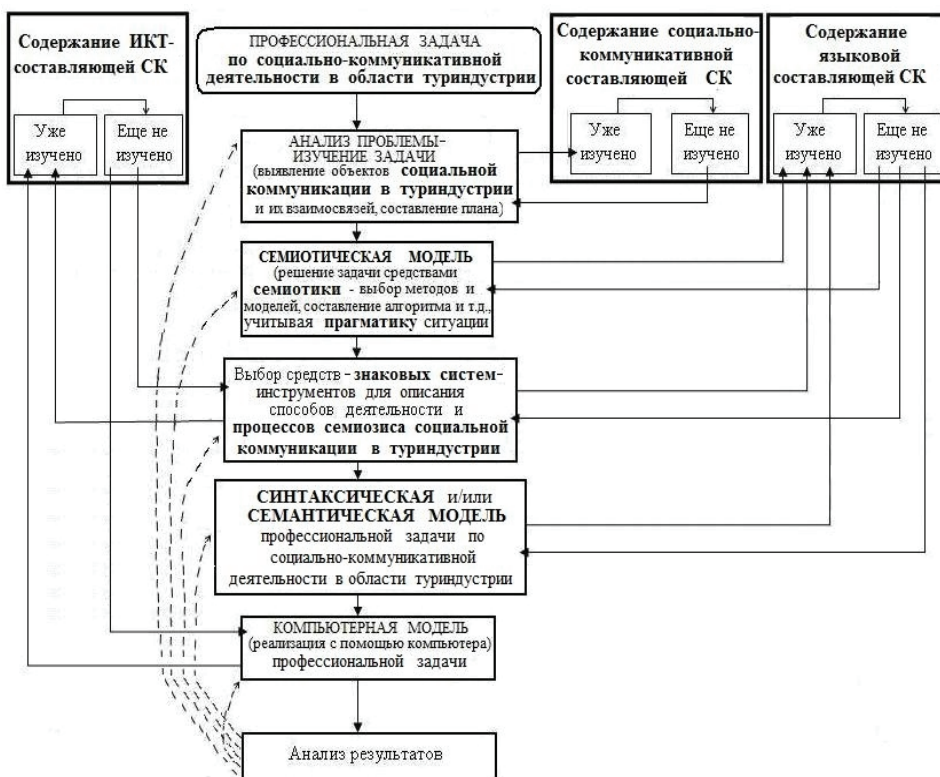 Содержание ИКТ-
составляющей СК
Уже
изучено
Еще не
изучено
ПРОФЕССИОНАЛЬНАЯ ЗАДАЧА
по социально-коммуникативной
деятельности в области туриндустрии
Содержание социально-
коммуникативной
составляющей СК
Уже
изучено
Еще не
изучено
Содержание
языковой
составляющей СК
Уже
изучено
Еще не
изучено
АНАЛИЗ ПРОБЛЕМЫ-
ИЗУЧЕНИЕ ЗАДАЧИ
(выявление объектов социальной
коммуникации в туриндустрии
и их взаимосвязей, составление плана)
СЕМИОТИЧЕСКАЯ МОДЕЛЬ
(решение задачи средствами
семиотики - выбор методов и
моделей, составление алгоритма и т.д.,
учитывая прагматику ситуации
Выбор средств - знаковых систем-
инструментов для описания
способов деятельности и
процессов семиозиса социальной
коммуникации в туриндустрии
СИНТАКСИЧЕСКАЯ и/или
СЕМАНТИЧЕСКАЯ МОДЕЛЬ
профессиональной задачи по
социально-коммуникативной
деятельности в области туриндустрии
КОМПЬЮТЕРНАЯ МОДЕЛЬ
(реализация с помощью компьютера)
профессиональной задачи
Анализ результатов